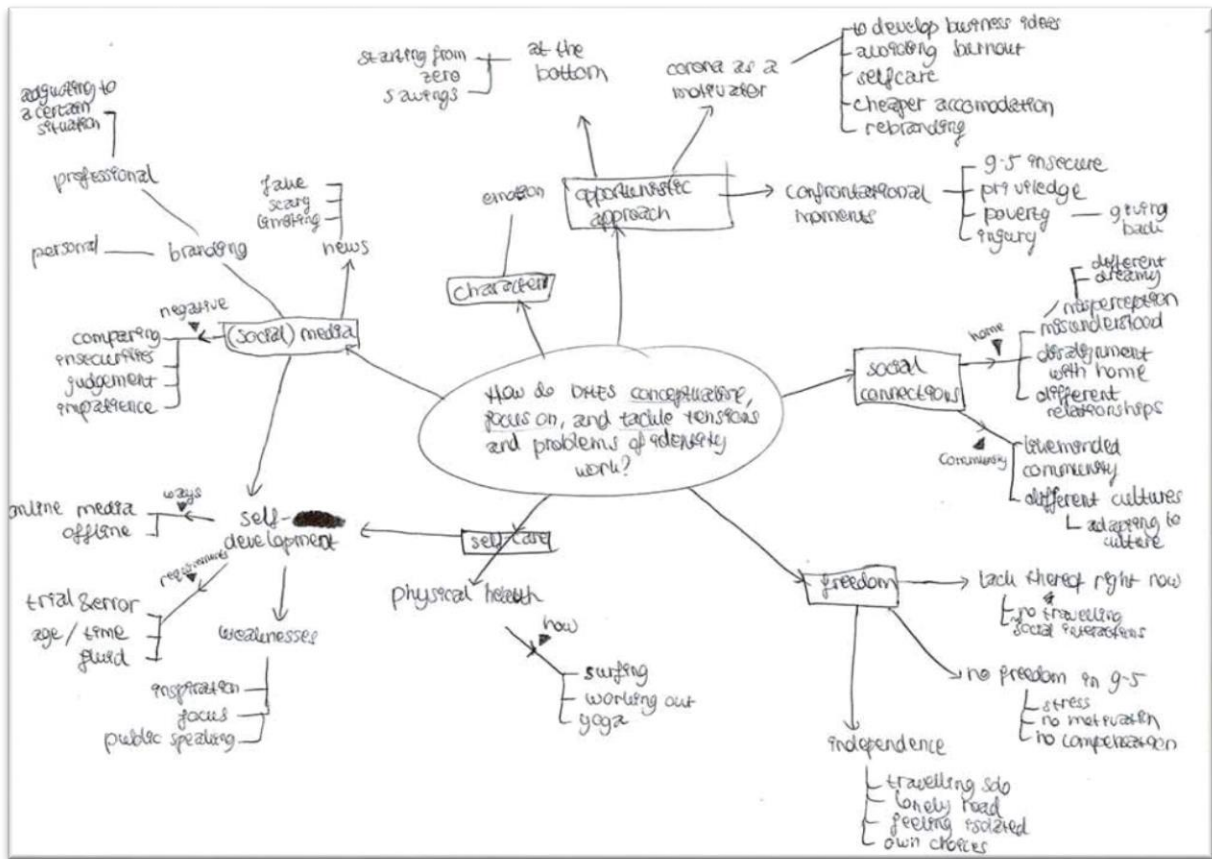 How do DNEs conceptualise,
focus on, and tackle tensions
and problems of identity
work?
character
emotion
opportunistic
approach
at the
bottom
starting from
zero
savings
corona as a
motivator
to develop business ideas
avoiding burnout
selfcare
cheaper accomodation
rebranding
confrontational
moments
9-5 insecure
priviledge
poverty
giving
back
injury
social
connections
home
misperception
different
dreamy
misunderstood
disalignment
with home
different
relationships
community
likeminded
community
different cultures
adapting to
culture
freedom
lack thereof right now
no travelling
social interactions
no freedom in 9-5
stress
no motivation
no compensation
independence
travelling solo
lonely road
feeling isolated
own choices
self-care
physical health
how
surfing
working out
yoga
self-
development
ways
online media
offline
requirements
trial & error
age / time
fluid
weaknesses
inspiration
focus
public speaking
(social) media
negative
comparing
insecurities
judgement
impatience
branding
personal
professional
adjusting to
a certain
situation
news
fake
scary
limiting